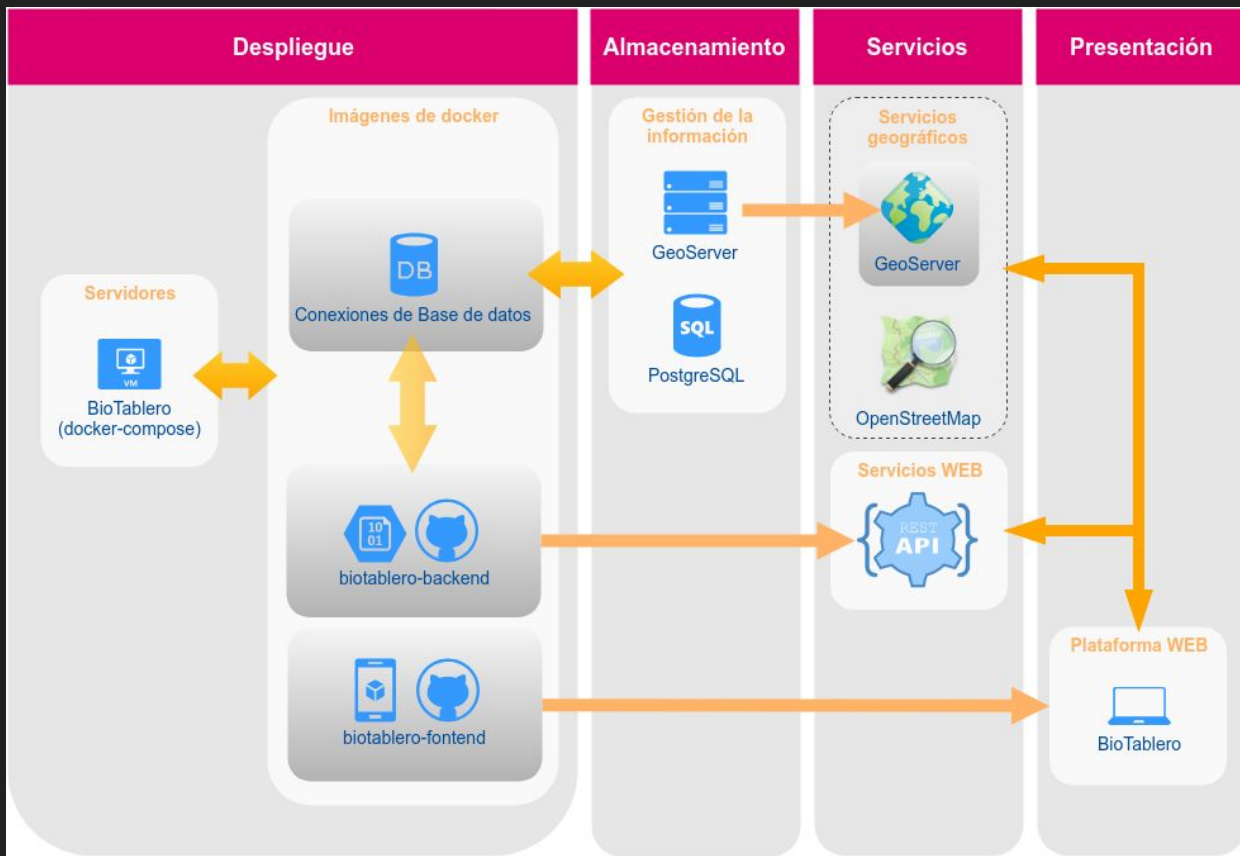 Despliegue
Almacenamiento
Servicios
Presentación
Imágenes de docker
DB
Conexiones de Base de datos
Servidores
VM
BioTablero
(docker-compose)
10
01
biotablero-backend
biotablero-fontend
Gestión de la
información
GeoServer
SQL
PostgreSQL
Servicios
geográficos
GeoServer
OpenStreetMap
Servicios WEB
{REST
API}
Plataforma WEB
BioTablero